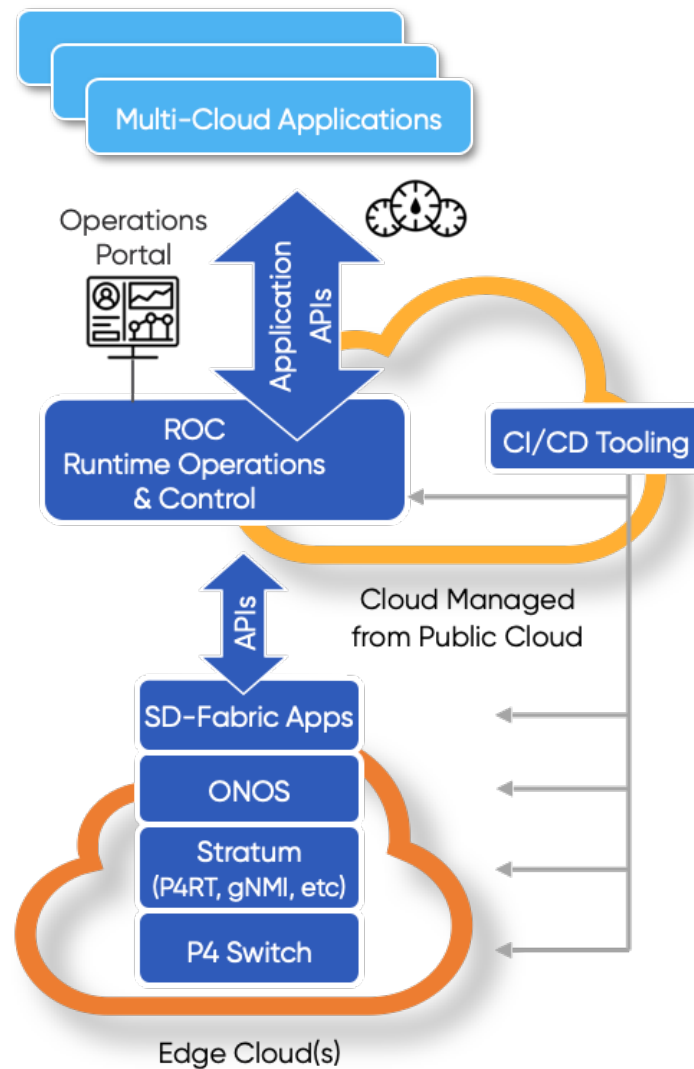 Multi-Cloud Applications
Operations
Portal
Application
APIs
ROC
Runtime Operations
& Control
CI/CD Tooling
APIs
Cloud Managed
from Public Cloud
SD-Fabric Apps
ONOS
Stratum
(P4RT, gNMI, etc)
P4 Switch
Edge Cloud(s)